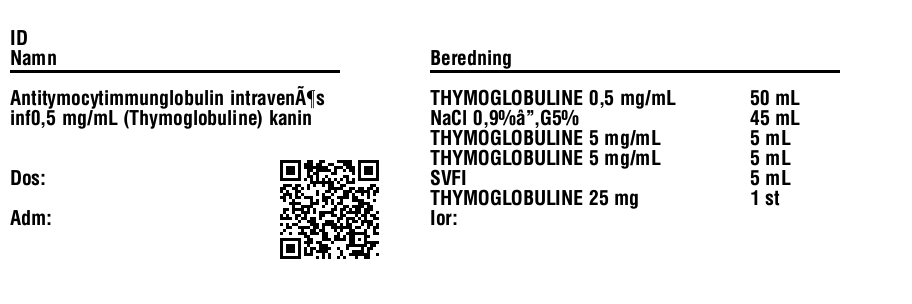 ID
Namn
Antitymocytimmunglobulin intravenÃ¶s
inf0,5 mg/mL (Thymoglobuline) kanin
Dos:
Adm:
Beredning
THYMOGLOBULINE 0,5 mg/mL 50 mL
NaCl 0,9%â”‚G5% 45 mL
THYMOGLOBULINE 5 mg/mL 5 mL
THYMOGLOBULINE 5 mg/mL 5 mL
SVFI 5 mL
THYMOGLOBULINE 25 mg 1 st
Ior: